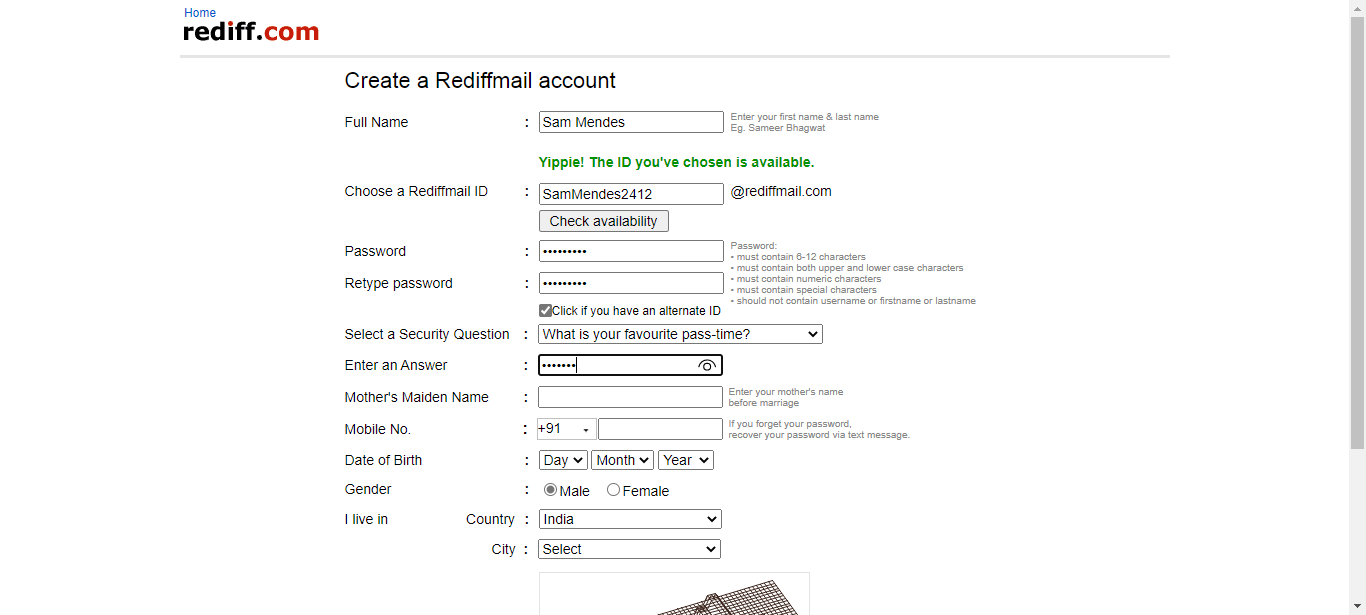 Home
rediff.com
Create a Rediffmail account
Full Name : Sam Mendes Enter your first name & last name
Eg. Sameer Bhagwat
Yippie! The ID you've chosen is available.
Choose a Rediffmail ID : SamMendes2412 @rediffmail.com
Check availability
Password : ••••••••• Password:
• must contain 6-12 characters
• must contain both upper and lower case characters
• must contain numeric characters
• must contain special characters
• should not contain username or firstname or lastname
Retype password : •••••••••
Click if you have an alternate ID
Select a Security Question : What is your favourite pass-time?
Enter an Answer : •••••••
Mother's Maiden Name : Enter your mother's name
before marriage
Mobile No. : +91 If you forget your password,
recover your password via text message.
Date of Birth : Day Month Year
Gender : Male Female
I live in Country : India
City : Select